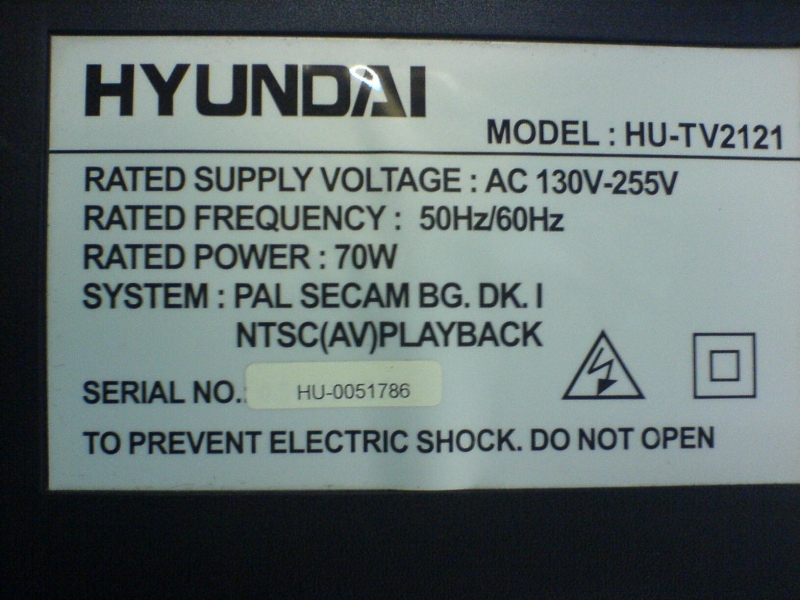 HYUNDAI
MODEL : HU-TV2121
RATED SUPPLY VOLTAGE : AC 130V-255V
RATED FREQUENCY : 50Hz/60Hz
RATED POWER : 70W
SYSTEM : PAL SECAM BG. DK. I
NTSC(AV)PLAYBACK
SERIAL NO.: HU-0051786
TO PREVENT ELECTRIC SHOCK. DO NOT OPEN